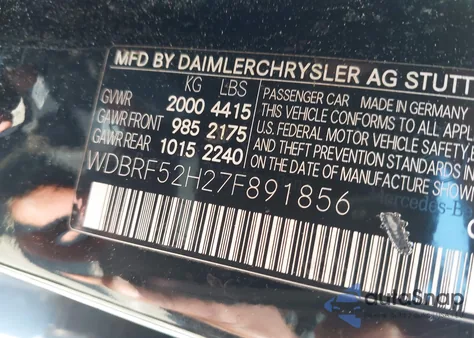 MFD BY DAIMLERCHRYSLER AG STUTT
KG LBS
GVWR 2000 4415
GAWR FRONT 985 2175
GAWR REAR 1015 2240
PASSENGER CAR MADE IN GERMANY
THIS VEHICLE CONFORMS TO ALL
U.S. FEDERAL MOTOR VEHICLE SAFETY
AND THEFT PREVENTION STANDARDS IN
ON THE DATE OF MANUFACTURE SHOW
WDBRF52H27F891856
Mercedes-B
autoSnap